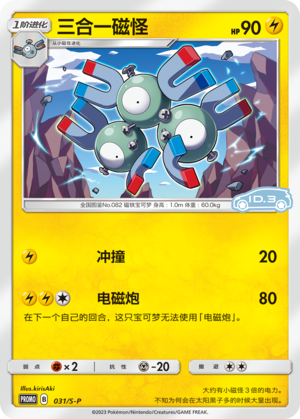 1阶进化
三合一磁怪
HP90
从小磁怪进化
全国图鉴No.082 磁铁宝可梦 身高：1.0m 体重：60.0kg
ID.3
冲撞 20
电磁炮 80
在下一个自己的回合，这只宝可梦无法使用「电磁炮」。
弱点 ×2 抗性 -20 撤退
Illus.kirisAki
PROMO B 031/S-P
大约有小磁怪3倍的电力。
不知为何会在太阳黑子多的时候大量出现。
©2023 Pokémon/Nintendo/Creatures/GAME FREAK.